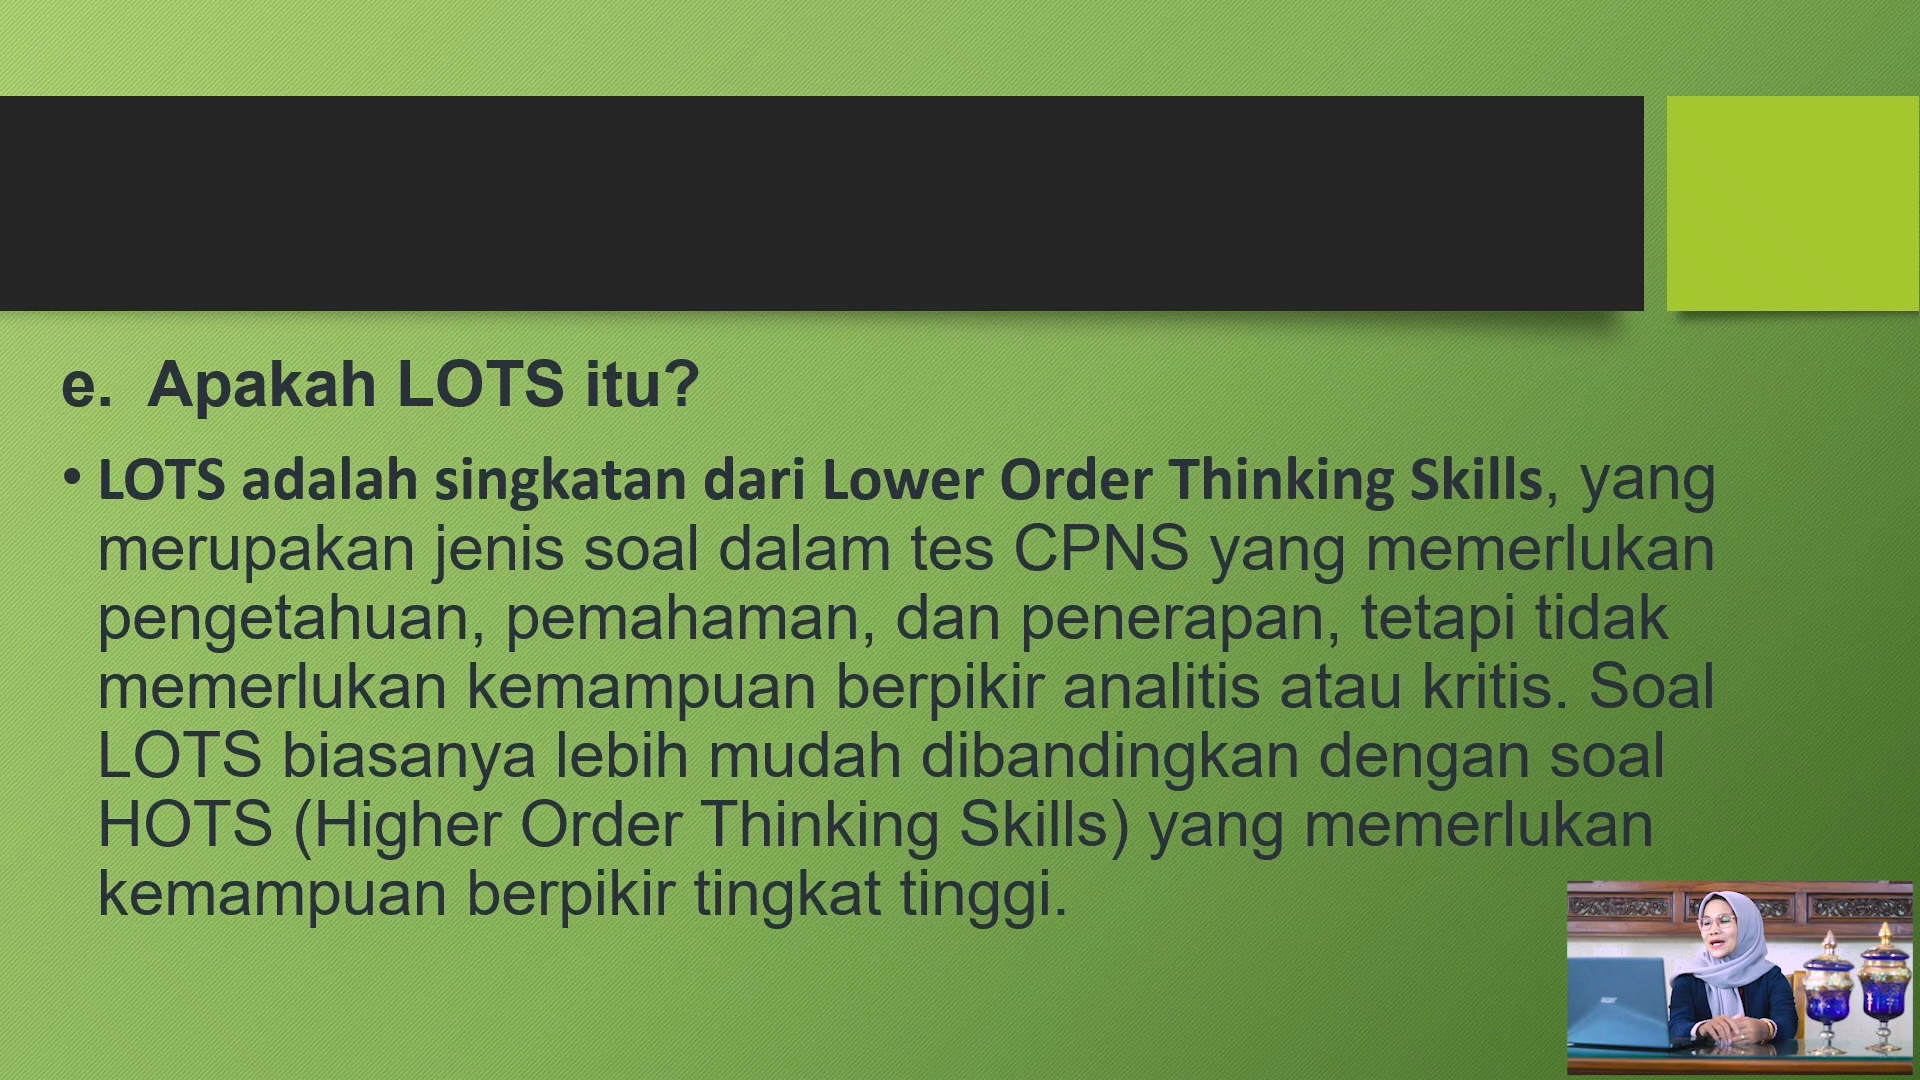 e. Apakah LOTS itu?
• LOTS adalah singkatan dari Lower Order Thinking Skills, yang
merupakan jenis soal dalam tes CPNS yang memerlukan
pengetahuan, pemahaman, dan penerapan, tetapi tidak
memerlukan kemampuan berpikir analitis atau kritis. Soal
LOTS biasanya lebih mudah dibandingkan dengan soal
HOTS (Higher Order Thinking Skills) yang memerlukan
kemampuan berpikir tingkat tinggi.
acer